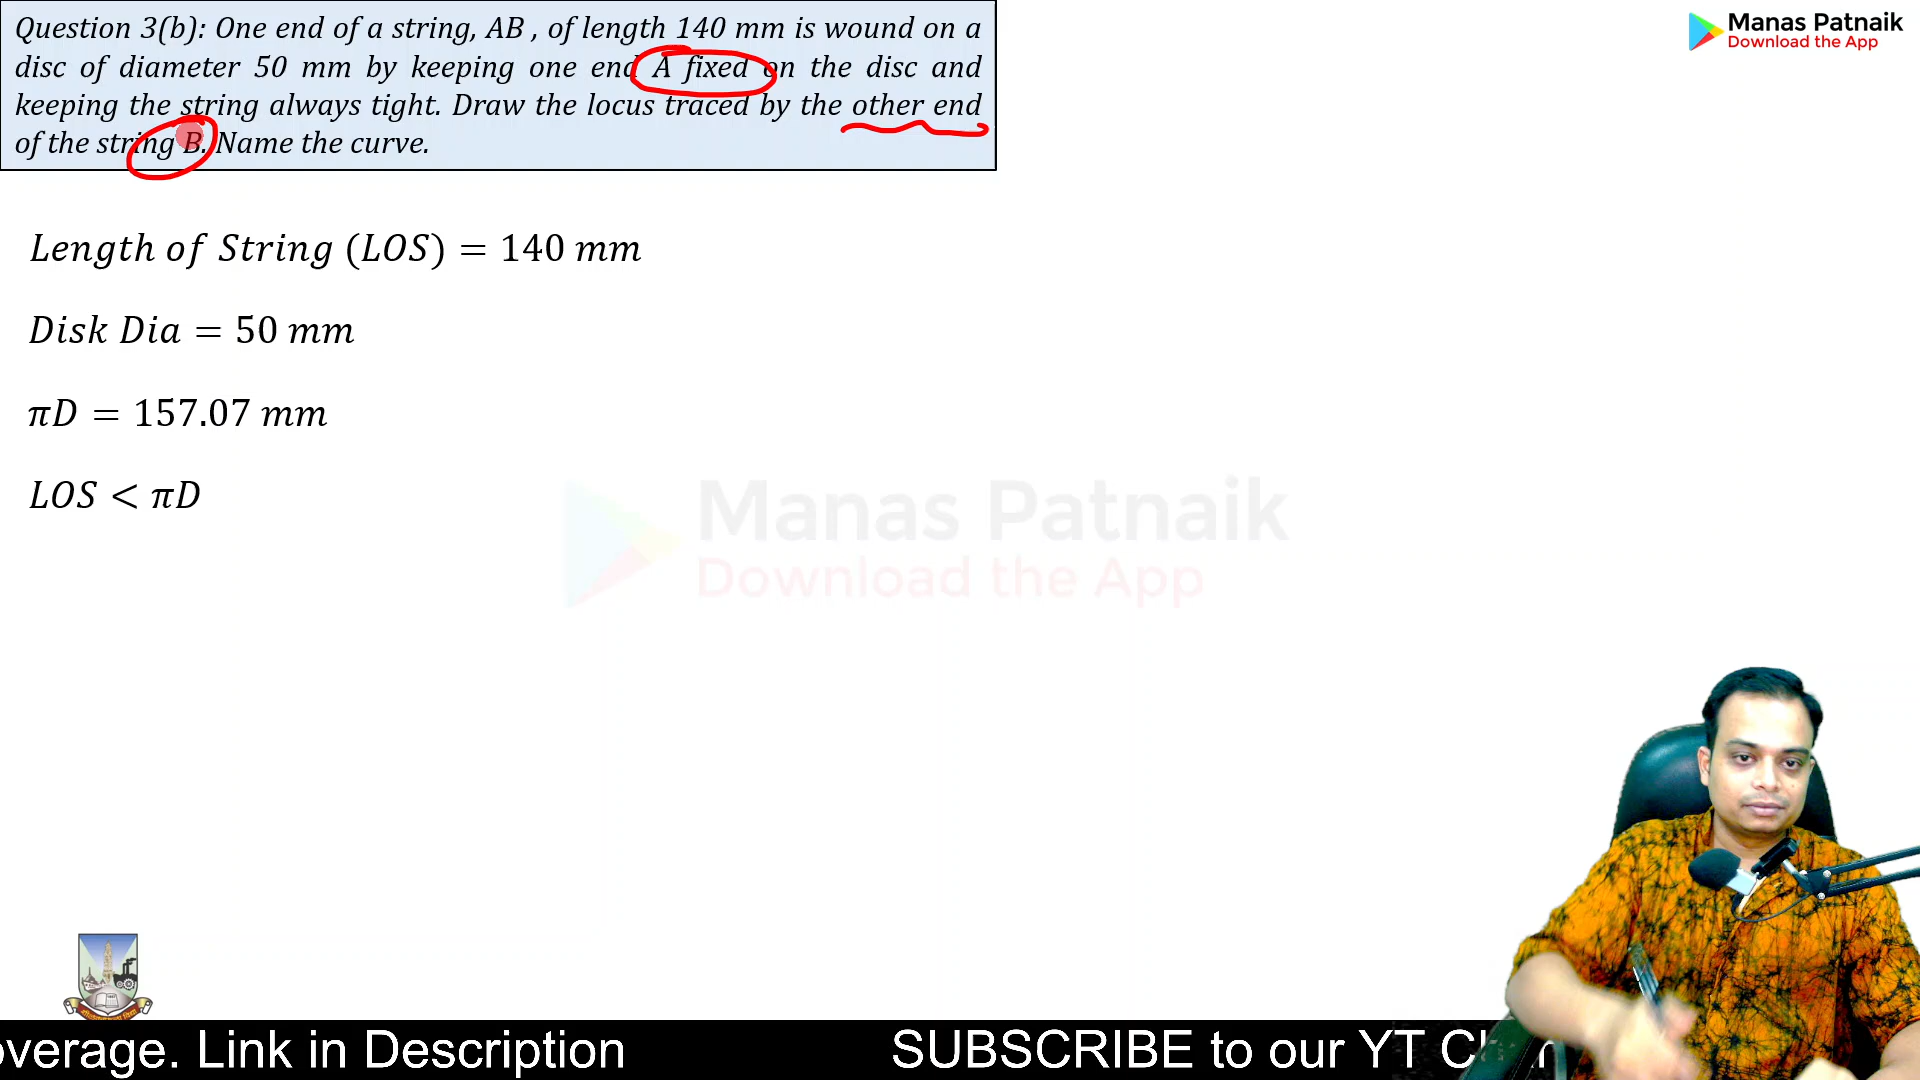 Question 3(b): One end of a string, AB , of length 140 mm is wound on a
disc of diameter 50 mm by keeping one end A fixed on the disc and
keeping the string always tight. Draw the locus traced by the other end
of the string B. Name the curve.
Manas Patnaik
Download the App
Length of String (LOS) = 140 mm
Disk Dia = 50 mm
πD = 157.07 mm
LOS < πD
Manas Patnaik
Download the App
overage. Link in Description SUBSCRIBE to our YT